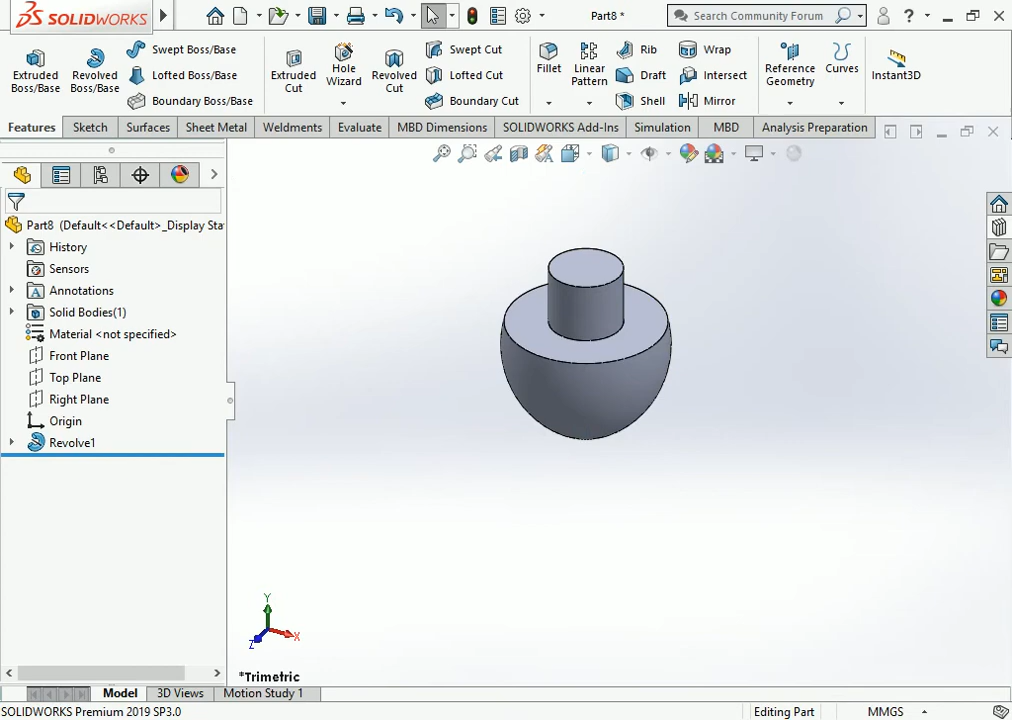 SOLIDWORKS
Part8 *
Search Community Forum
?
Extruded Boss/Base
Revolved Boss/Base
Swept Boss/Base
Lofted Boss/Base
Boundary Boss/Base
Extruded Cut
Hole Wizard
Revolved Cut
Swept Cut
Lofted Cut
Boundary Cut
Fillet
Linear Pattern
Rib
Draft
Shell
Wrap
Intersect
Mirror
Reference Geometry
Curves
Instant3D
Features Sketch Surfaces Sheet Metal Weldments Evaluate MBD Dimensions SOLIDWORKS Add-Ins Simulation MBD Analysis Preparation
Part8 (Default<<Default>_Display Sta
History
Sensors
Annotations
Solid Bodies(1)
Material <not specified>
Front Plane
Top Plane
Right Plane
Origin
Revolve1
Y
X
Z
*Trimetric
Model 3D Views Motion Study 1
SOLIDWORKS Premium 2019 SP3.0 Editing Part MMGS